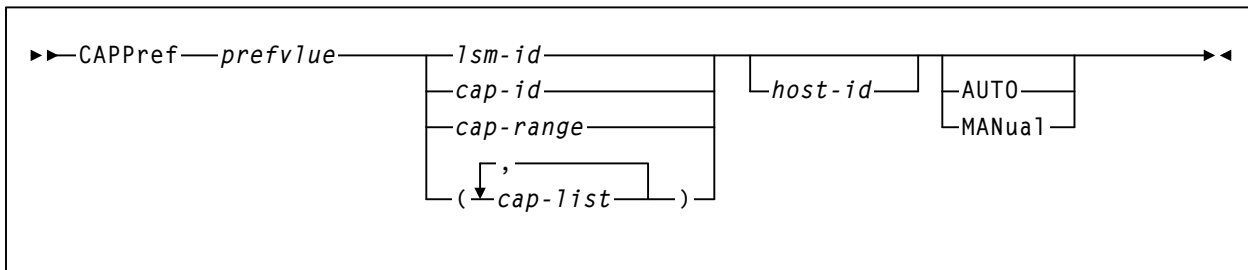 CAPPref prefvlue lsm-id
cap-id host-id AUTO
cap-range MANual
,
( cap-list )